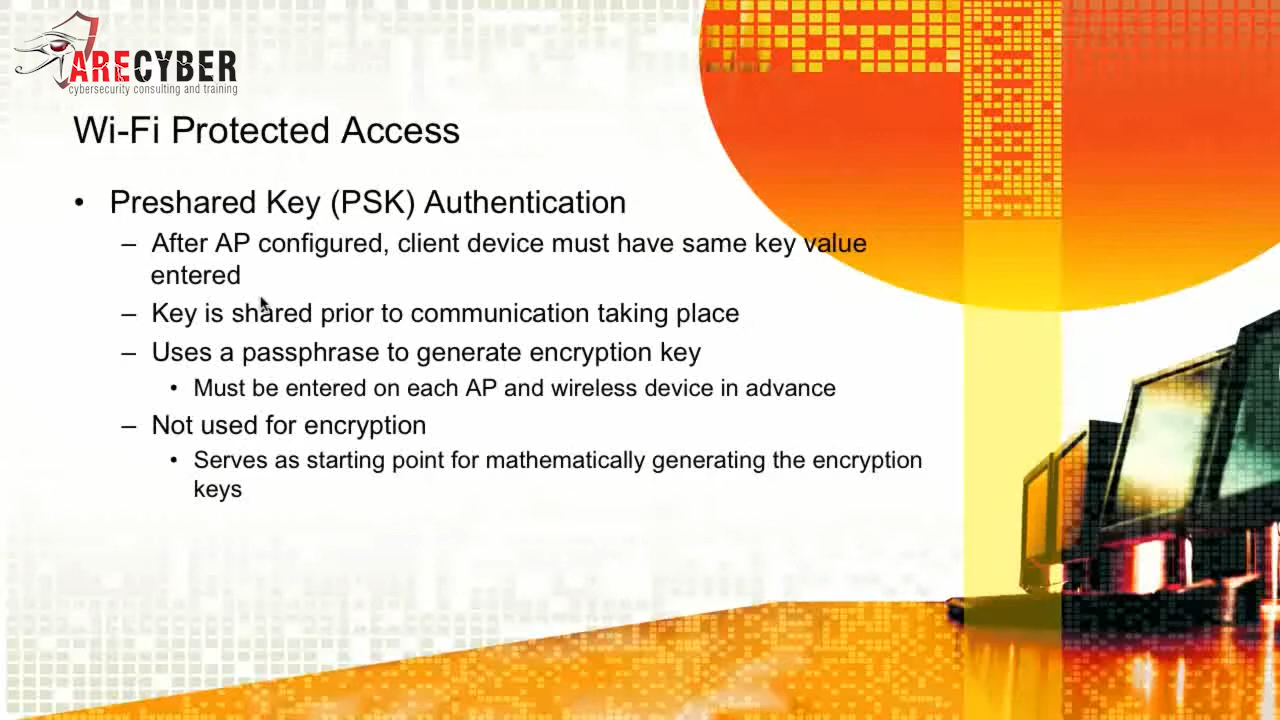 ARECYBER
cybersecurity consulting and training
Wi-Fi Protected Access
• Preshared Key (PSK) Authentication
– After AP configured, client device must have same key value
entered
– Key is shared prior to communication taking place
– Uses a passphrase to generate encryption key
• Must be entered on each AP and wireless device in advance
– Not used for encryption
• Serves as starting point for mathematically generating the encryption
keys